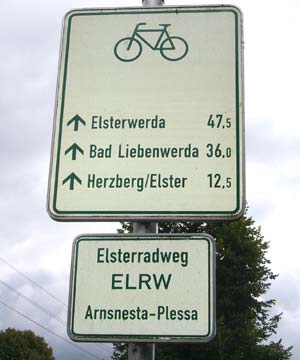 Elsterwerda 47,5
Bad Liebenwerda 36,0
Herzberg/Elster 12,5
Elsterradweg
ELRW
Arnsnesta-Plessa